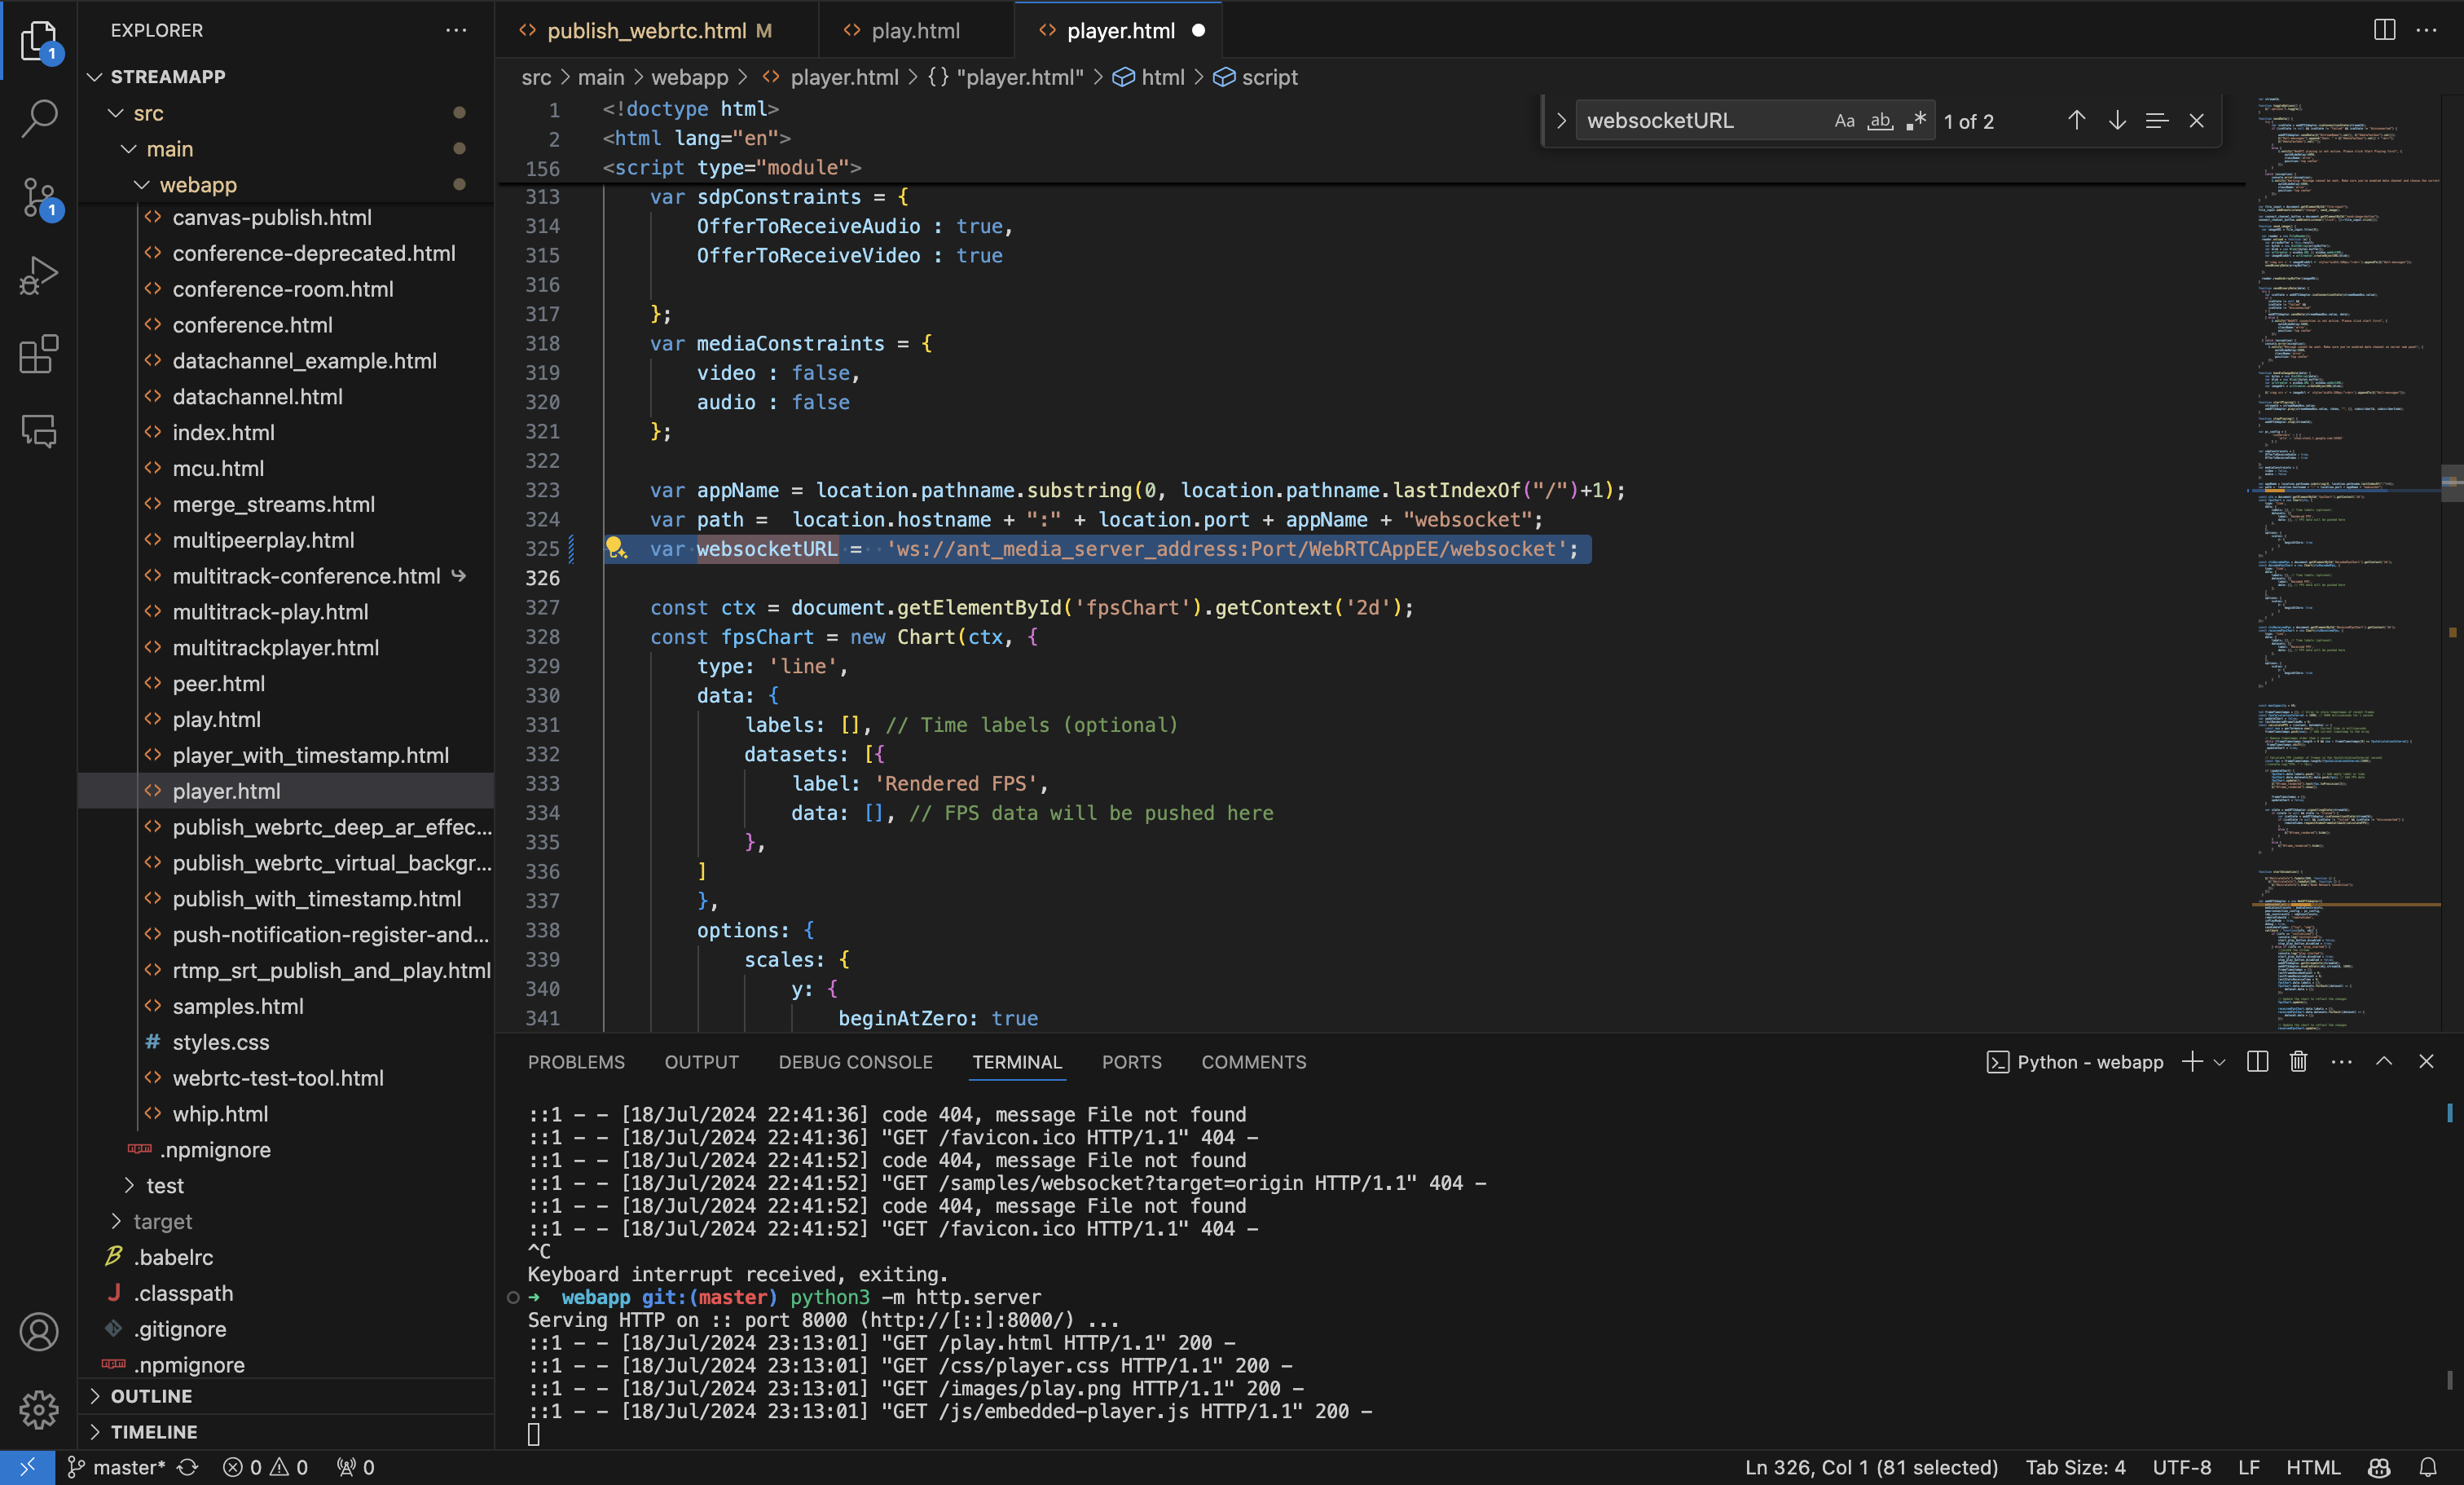 EXPLORER
STREAMAPP
src
main
webapp
canvas-publish.html
conference-deprecated.html
conference-room.html
conference.html
datachannel_example.html
datachannel.html
index.html
mcu.html
merge_streams.html
multipeerplay.html
multitrack-conference.html
multitrack-play.html
multitrackplayer.html
peer.html
play.html
player_with_timestamp.html
player.html
publish_webrtc_deep_ar_effec...
publish_webrtc_virtual_backgr...
publish_with_timestamp.html
push-notification-register-and...
rtmp_srt_publish_and_play.html
samples.html
styles.css
webrtc-test-tool.html
whip.html
.npmignore
test
target
.babelrc
.classpath
.gitignore
.npmignore
OUTLINE
TIMELINE
1
1
publish_webrtc.html M
play.html
player.html
src > main > webapp > player.html > {} "player.html" > html > script
websocketURL
Aa ab .* 1 of 2
1 <!doctype html>
2 <html lang="en">
156 <script type="module">
313 var sdpConstraints = {
314 OfferToReceiveAudio : true,
315 OfferToReceiveVideo : true
316
317 };
318 var mediaConstraints = {
319 video : false,
320 audio : false
321 };
322
323 var appName = location.pathname.substring(0, location.pathname.lastIndexOf("/")+1);
324 var path =  location.hostname + ":" + location.port + appName + "websocket";
325 var websocketURL =  'ws://ant_media_server_address:Port/WebRTCAppEE/websocket';
326
327 const ctx = document.getElementById('fpsChart').getContext('2d');
328 const fpsChart = new Chart(ctx, {
329 type: 'line',
330 data: {
331 labels: [], // Time labels (optional)
332 datasets: [{
333 label: 'Rendered FPS',
334 data: [], // FPS data will be pushed here
335 },
336 ]
337 },
338 options: {
339 scales: {
340 y: {
341 beginAtZero: true
PROBLEMS OUTPUT DEBUG CONSOLE TERMINAL PORTS COMMENTS
Python - webapp
::1 - - [18/Jul/2024 22:41:36] code 404, message File not found
::1 - - [18/Jul/2024 22:41:36] "GET /favicon.ico HTTP/1.1" 404 -
::1 - - [18/Jul/2024 22:41:52] code 404, message File not found
::1 - - [18/Jul/2024 22:41:52] "GET /samples/websocket?target=origin HTTP/1.1" 404 -
::1 - - [18/Jul/2024 22:41:52] code 404, message File not found
::1 - - [18/Jul/2024 22:41:52] "GET /favicon.ico HTTP/1.1" 404 -
^C
Keyboard interrupt received, exiting.
➜  webapp git:(master) python3 -m http.server
Serving HTTP on :: port 8000 (http://[::]:8000/) ...
::1 - - [18/Jul/2024 23:13:01] "GET /play.html HTTP/1.1" 200 -
::1 - - [18/Jul/2024 23:13:01] "GET /css/player.css HTTP/1.1" 200 -
::1 - - [18/Jul/2024 23:13:01] "GET /images/play.png HTTP/1.1" 200 -
::1 - - [18/Jul/2024 23:13:01] "GET /js/embedded-player.js HTTP/1.1" 200 -
master* 0 0 0
Ln 326, Col 1 (81 selected) Tab Size: 4 UTF-8 LF HTML